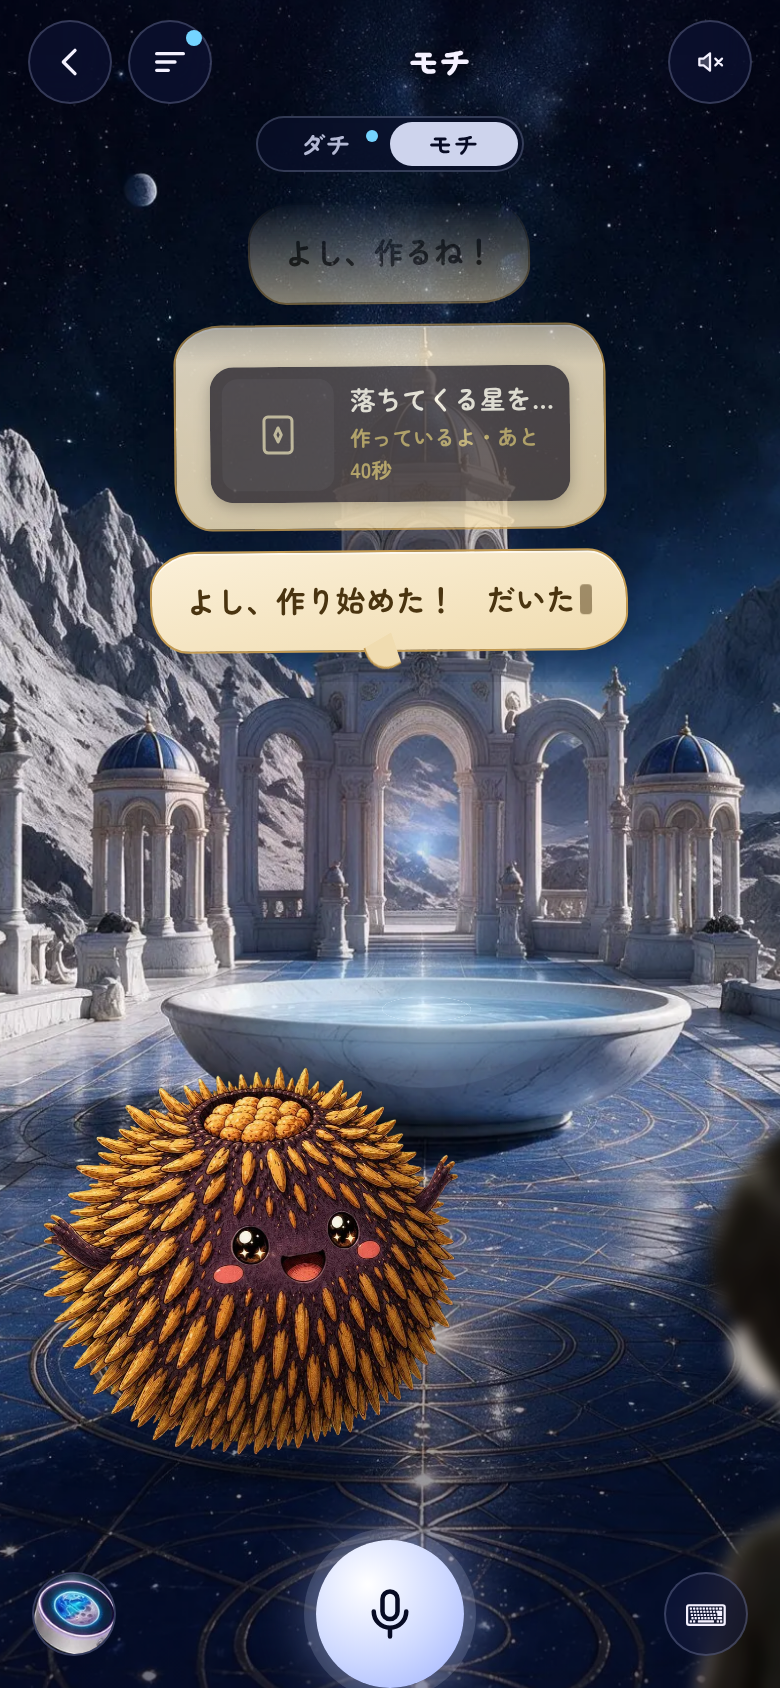 モチ
ダチ
モチ
よし、作るね！
落ちてくる星を...
作っているよ・あと
40秒
よし、作り始めた！　だいた